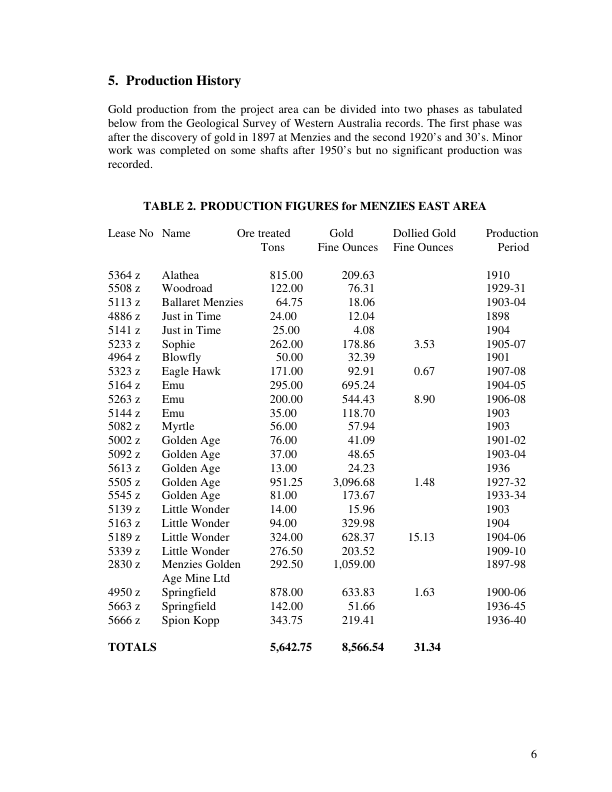 5. Production History
Gold production from the project area can be divided into two phases as tabulated
below from the Geological Survey of Western Australia records. The first phase was
after the discovery of gold in 1897 at Menzies and the second 1920's and 30's. Minor
work was completed on some shafts after 1950's but no significant production was
recorded.
TABLE 2. PRODUCTION FIGURES for MENZIES EAST AREA
Lease No Name Ore treated Gold Dollied Gold Production
Tons Fine Ounces Fine Ounces Period
5364 z Alathea 815.00 209.63 1910
5508 z Woodroad 122.00 76.31 1929-31
5113 z Ballaret Menzies 64.75 18.06 1903-04
4886 z Just in Time 24.00 12.04 1898
5141 z Just in Time 25.00 4.08 1904
5233 z Sophie 262.00 178.86 3.53 1905-07
4964 z Blowfly 50.00 32.39 1901
5323 z Eagle Hawk 171.00 92.91 0.67 1907-08
5164 z Emu 295.00 695.24 1904-05
5263 z Emu 200.00 544.43 8.90 1906-08
5144 z Emu 35.00 118.70 1903
5082 z Myrtle 56.00 57.94 1903
5002 z Golden Age 76.00 41.09 1901-02
5092 z Golden Age 37.00 48.65 1903-04
5613 z Golden Age 13.00 24.23 1936
5505 z Golden Age 951.25 3,096.68 1.48 1927-32
5545 z Golden Age 81.00 173.67 1933-34
5139 z Little Wonder 14.00 15.96 1903
5163 z Little Wonder 94.00 329.98 1904
5189 z Little Wonder 324.00 628.37 15.13 1904-06
5339 z Little Wonder 276.50 203.52 1909-10
2830 z Menzies Golden 292.50 1,059.00 1897-98
Age Mine Ltd
4950 z Springfield 878.00 633.83 1.63 1900-06
5663 z Springfield 142.00 51.66 1936-45
5666 z Spion Kopp 343.75 219.41 1936-40
TOTALS 5,642.75 8,566.54 31.34
6